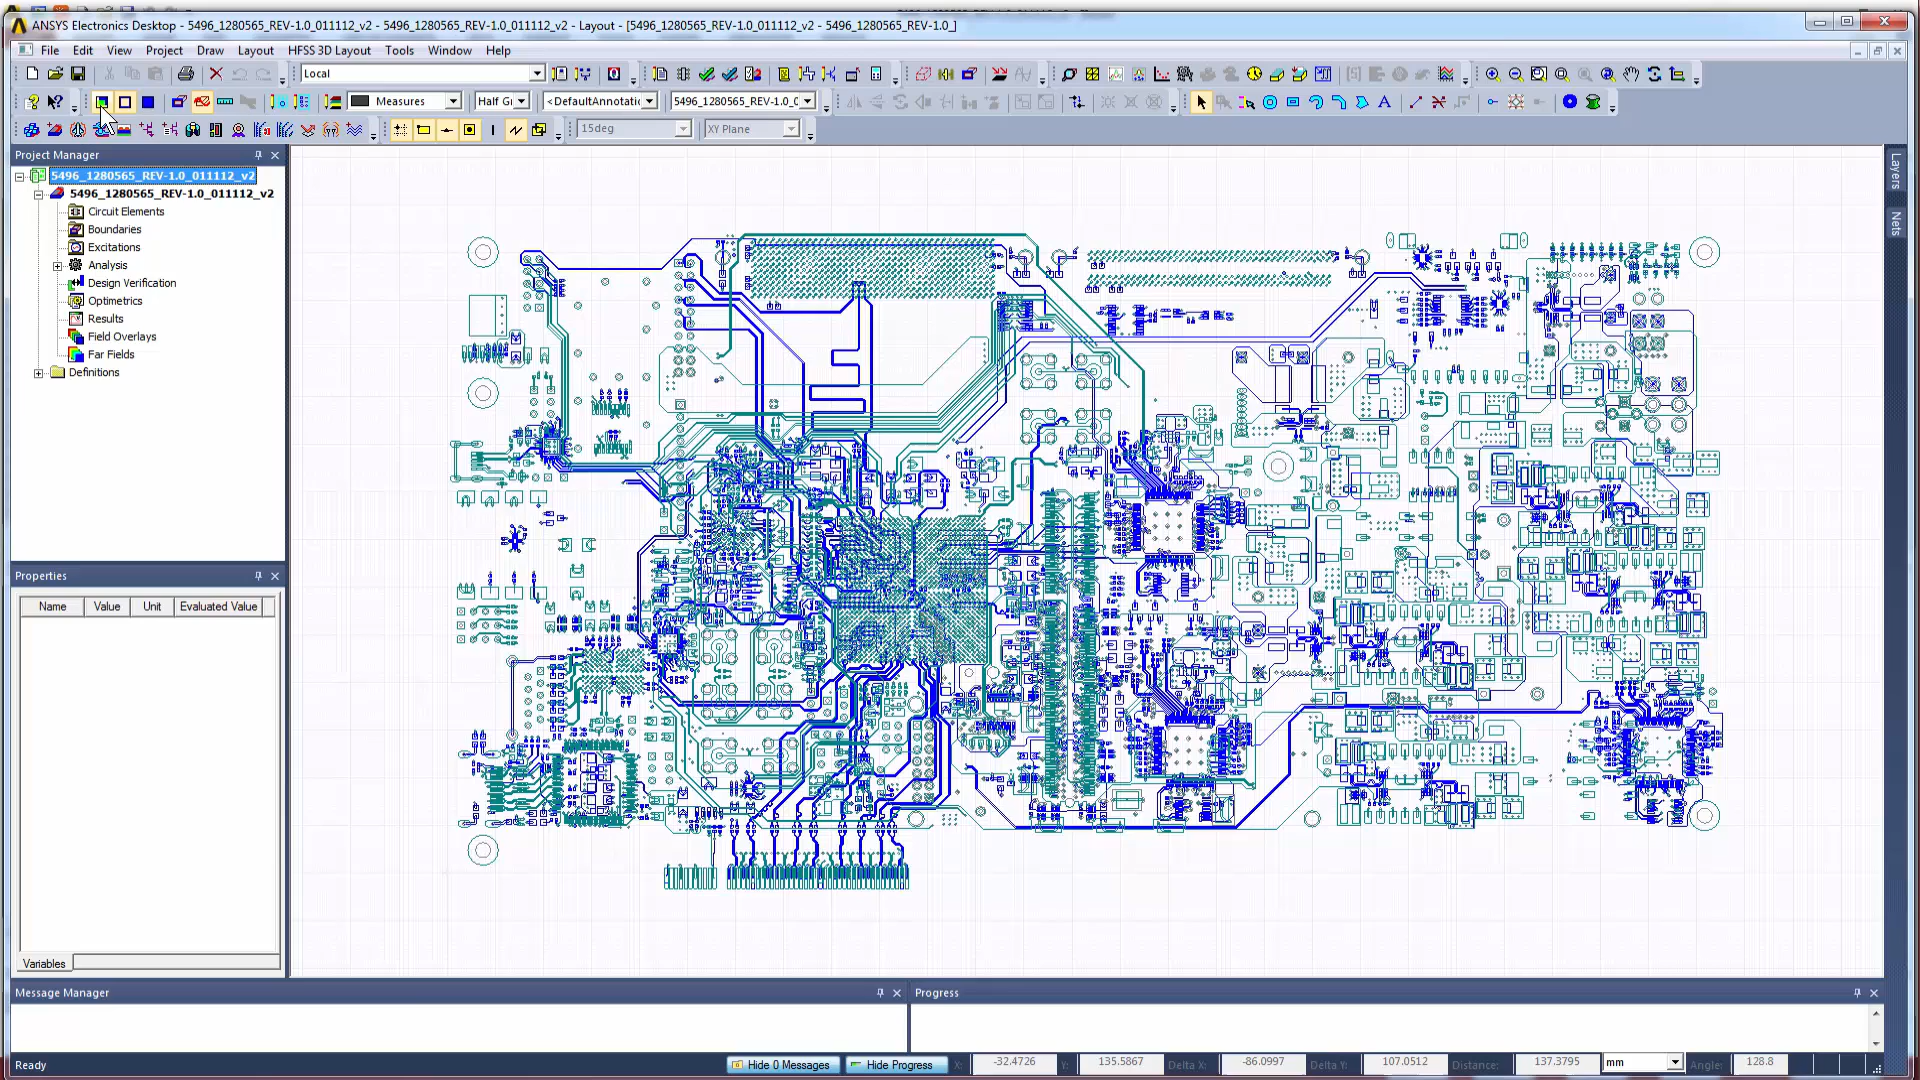 ANSYS Electronics Desktop - 5496_1280565_REV-1.0_011112_v2 - 5496_1280565_REV-1.0_011112_v2 - Layout - [5496_1280565_REV-1.0_011112_v2 - 5496_1280565_REV-1.0_]
File Edit View Project Draw Layout HFSS 3D Layout Tools Window Help
Local
Measures Half Gr <DefaultAnnotatic 5496_1280565_REV-1.0_0
15deg XY Plane
Project Manager
5496_1280565_REV-1.0_011112_v2
5496_1280565_REV-1.0_011112_v2
Circuit Elements
Boundaries
Excitations
Analysis
Design Verification
Optimetrics
Results
Field Overlays
Far Fields
Definitions
Layers
Nets
Properties
Name Value Unit Evaluated Value
Variables
Message Manager
Progress
Ready
Hide 0 Messages Hide Progress X: -32.4726 Y: 135.5867 Delta X: -86.0997 Delta Y: 107.0512 Distance: 137.3795 mm Angle: 128.8